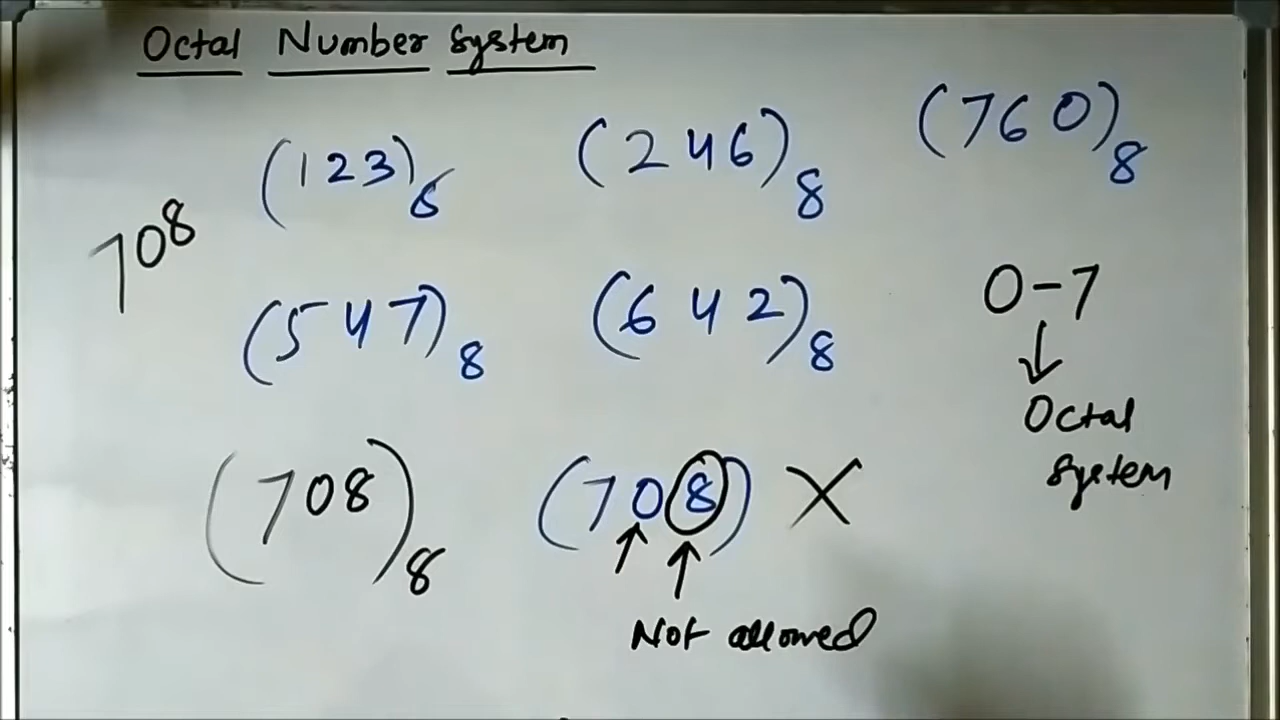 Octal Number System
(123)6
(246)8
(760)8
708
(547)8
(642)8
0-7
↓
Octal
System
(708)8
(708) X
↑ ↑
Not allowed